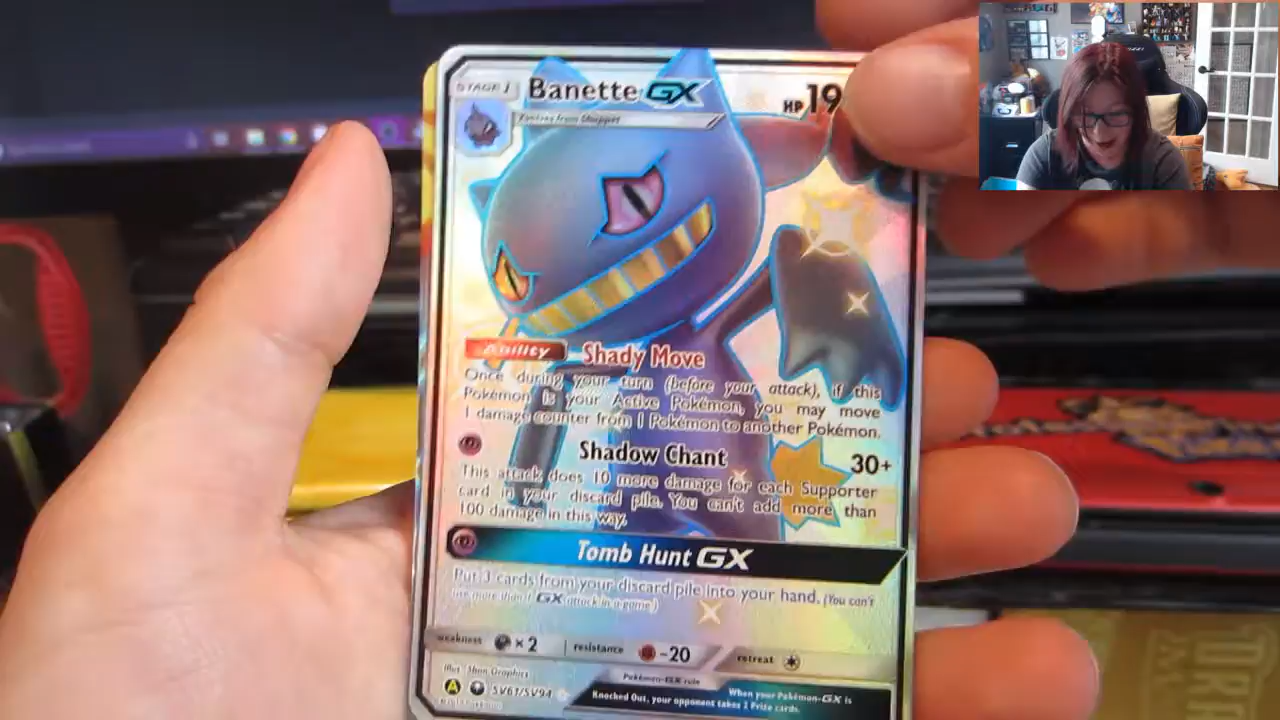 STAGE 1
Banette GX
HP 19
Evolves from Shuppet
Ability Shady Move
Once during your turn (before your attack), if this
Pokémon is your Active Pokémon, you may move
1 damage counter from 1 Pokémon to another Pokémon.
Shadow Chant 30+
This attack does 10 more damage for each Supporter
card in your discard pile. You can't add more than
100 damage in this way.
Tomb Hunt GX
Put 3 cards from your discard pile into your hand. (You can't
use more than 1 GX attack in a game.)
weakness ×2 resistance -20 retreat
Illus. Shin Graphics
A SV61/SV94
Pokémon-GX rule
When your Pokémon-GX is
Knocked Out, your opponent takes 2 Prize cards.